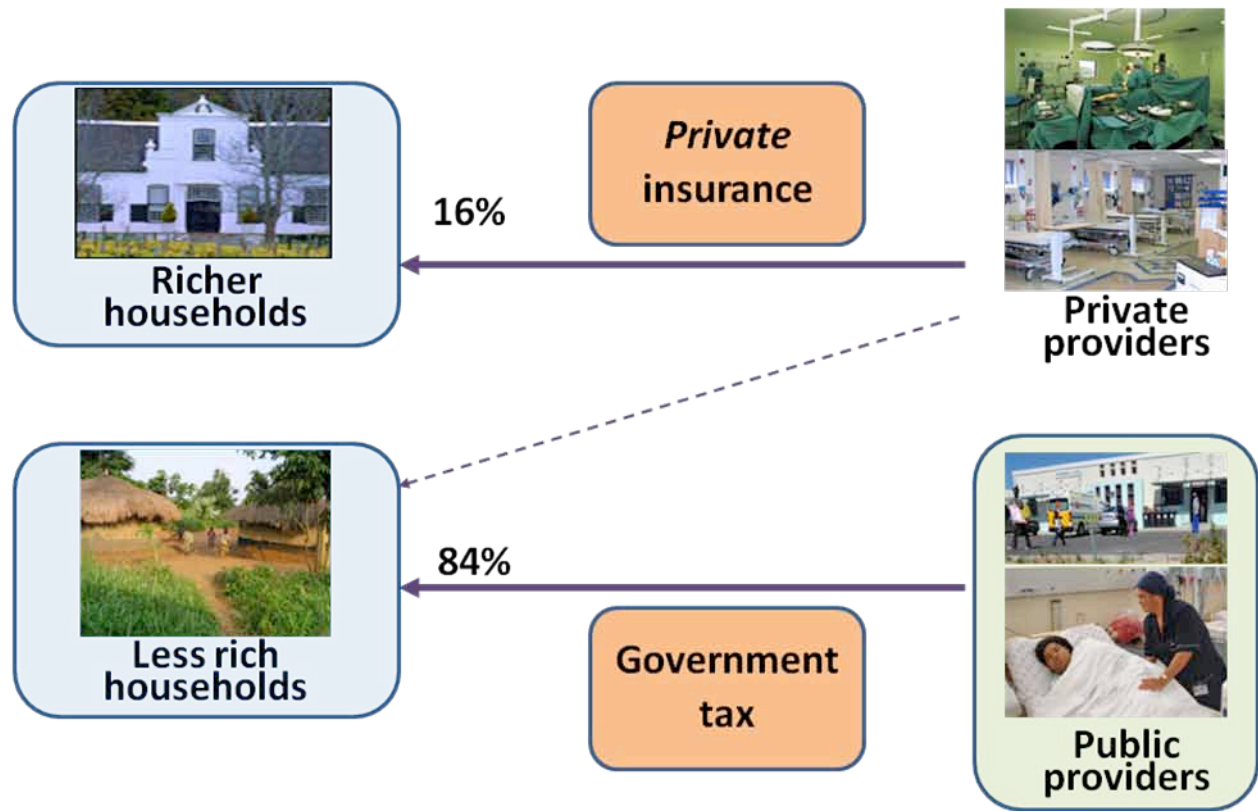 Private
insurance
16%
Richer
households
Private
providers
84%
Less rich
households
Government
tax
Public
providers